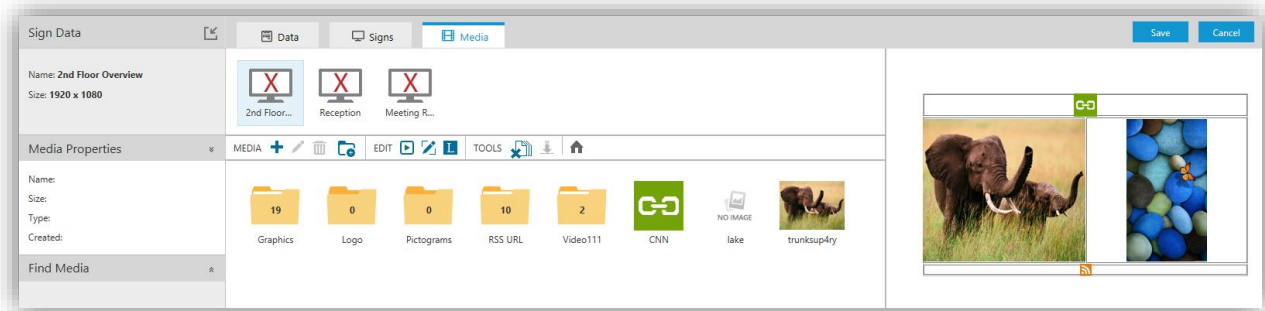 Sign Data
Data
Signs
Media
Save
Cancel
Name: 2nd Floor Overview
Size: 1920 x 1080
X
X
X
2nd Floor...
Reception
Meeting R...
Media Properties
MEDIA
EDIT
L
TOOLS
Name:
Size:
Type:
Created:
19
0
0
10
2
NO IMAGE
Graphics
Logo
Pictograms
RSS URL
Video111
CNN
lake
trunksup4ry
Find Media